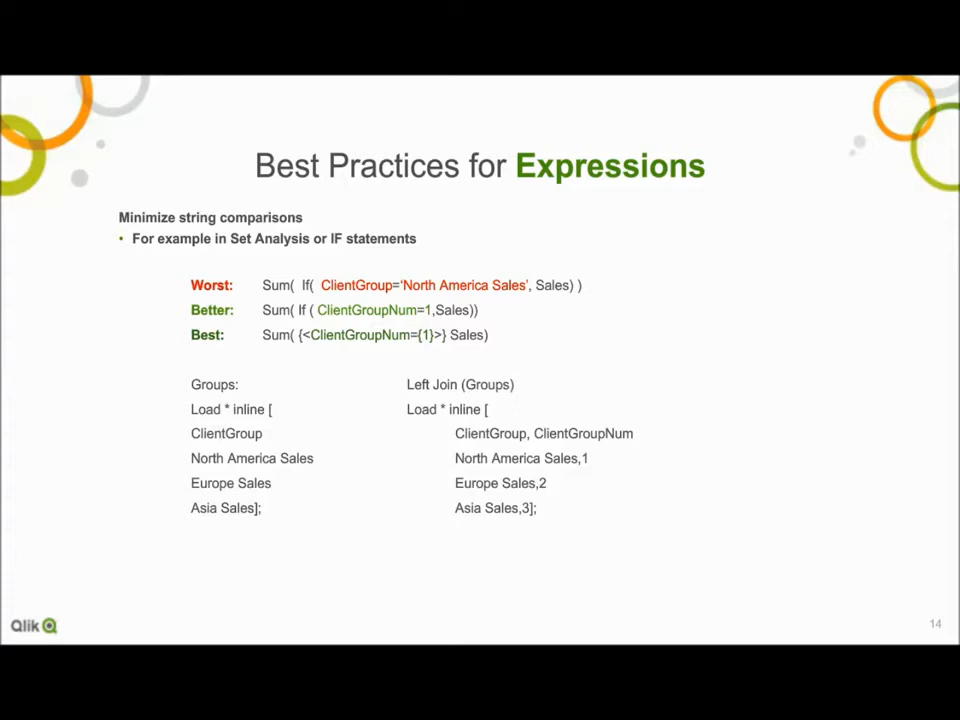 Best Practices for Expressions
Minimize string comparisons
• For example in Set Analysis or IF statements
Worst: Sum( If( ClientGroup=‘North America Sales’, Sales) )
Better: Sum( If ( ClientGroupNum=1,Sales))
Best: Sum( {<ClientGroupNum={1}>} Sales)
Groups: Left Join (Groups)
Load * inline [ Load * inline [
ClientGroup ClientGroup, ClientGroupNum
North America Sales North America Sales,1
Europe Sales Europe Sales,2
Asia Sales]; Asia Sales,3];
Qlik 14